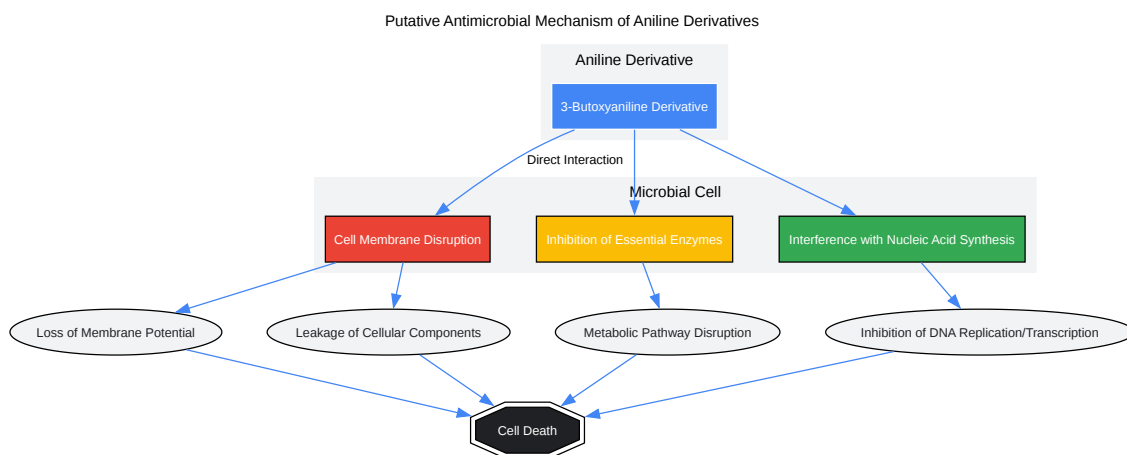 Putative Antimicrobial Mechanism of Aniline Derivatives
Aniline Derivative
3-Butoxyaniline Derivative
Direct Interaction
Microbial Cell
Cell Membrane Disruption
Inhibition of Essential Enzymes
Interference with Nucleic Acid Synthesis
Loss of Membrane Potential
Leakage of Cellular Components
Metabolic Pathway Disruption
Inhibition of DNA Replication/Transcription
Cell Death